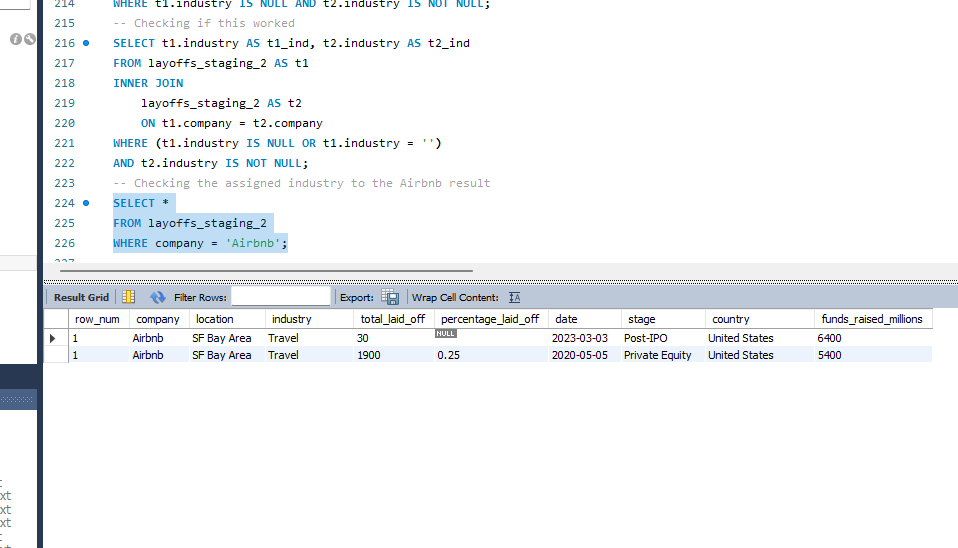 214 WHERE t1.industry IS NULL AND t2.industry IS NOT NULL;
215 -- Checking if this worked
216 SELECT t1.industry AS t1_ind, t2.industry AS t2_ind
217 FROM layoffs_staging_2 AS t1
218 INNER JOIN
219 layoffs_staging_2 AS t2
220 ON t1.company = t2.company
221 WHERE (t1.industry IS NULL OR t1.industry = '')
222 AND t2.industry IS NOT NULL;
223 -- Checking the assigned industry to the Airbnb result
224 SELECT *
225 FROM layoffs_staging_2
226 WHERE company = 'Airbnb';
Result Grid Filter Rows: Export: Wrap Cell Content: IA
row_num company location industry total_laid_off percentage_laid_off date stage country funds_raised_millions
1 Airbnb SF Bay Area Travel 30 NULL 2023-03-03 Post-IPO United States 6400
1 Airbnb SF Bay Area Travel 1900 0.25 2020-05-05 Private Equity United States 5400
xt
xt
xt